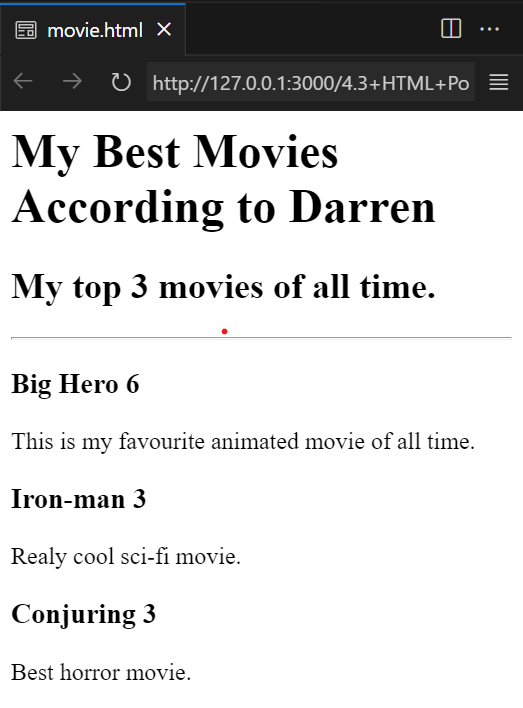 movie.html
http://127.0.0.1:3000/4.3+HTML+Po
My Best Movies
According to Darren
My top 3 movies of all time.
Big Hero 6
This is my favourite animated movie of all time.
Iron-man 3
Realy cool sci-fi movie.
Conjuring 3
Best horror movie.